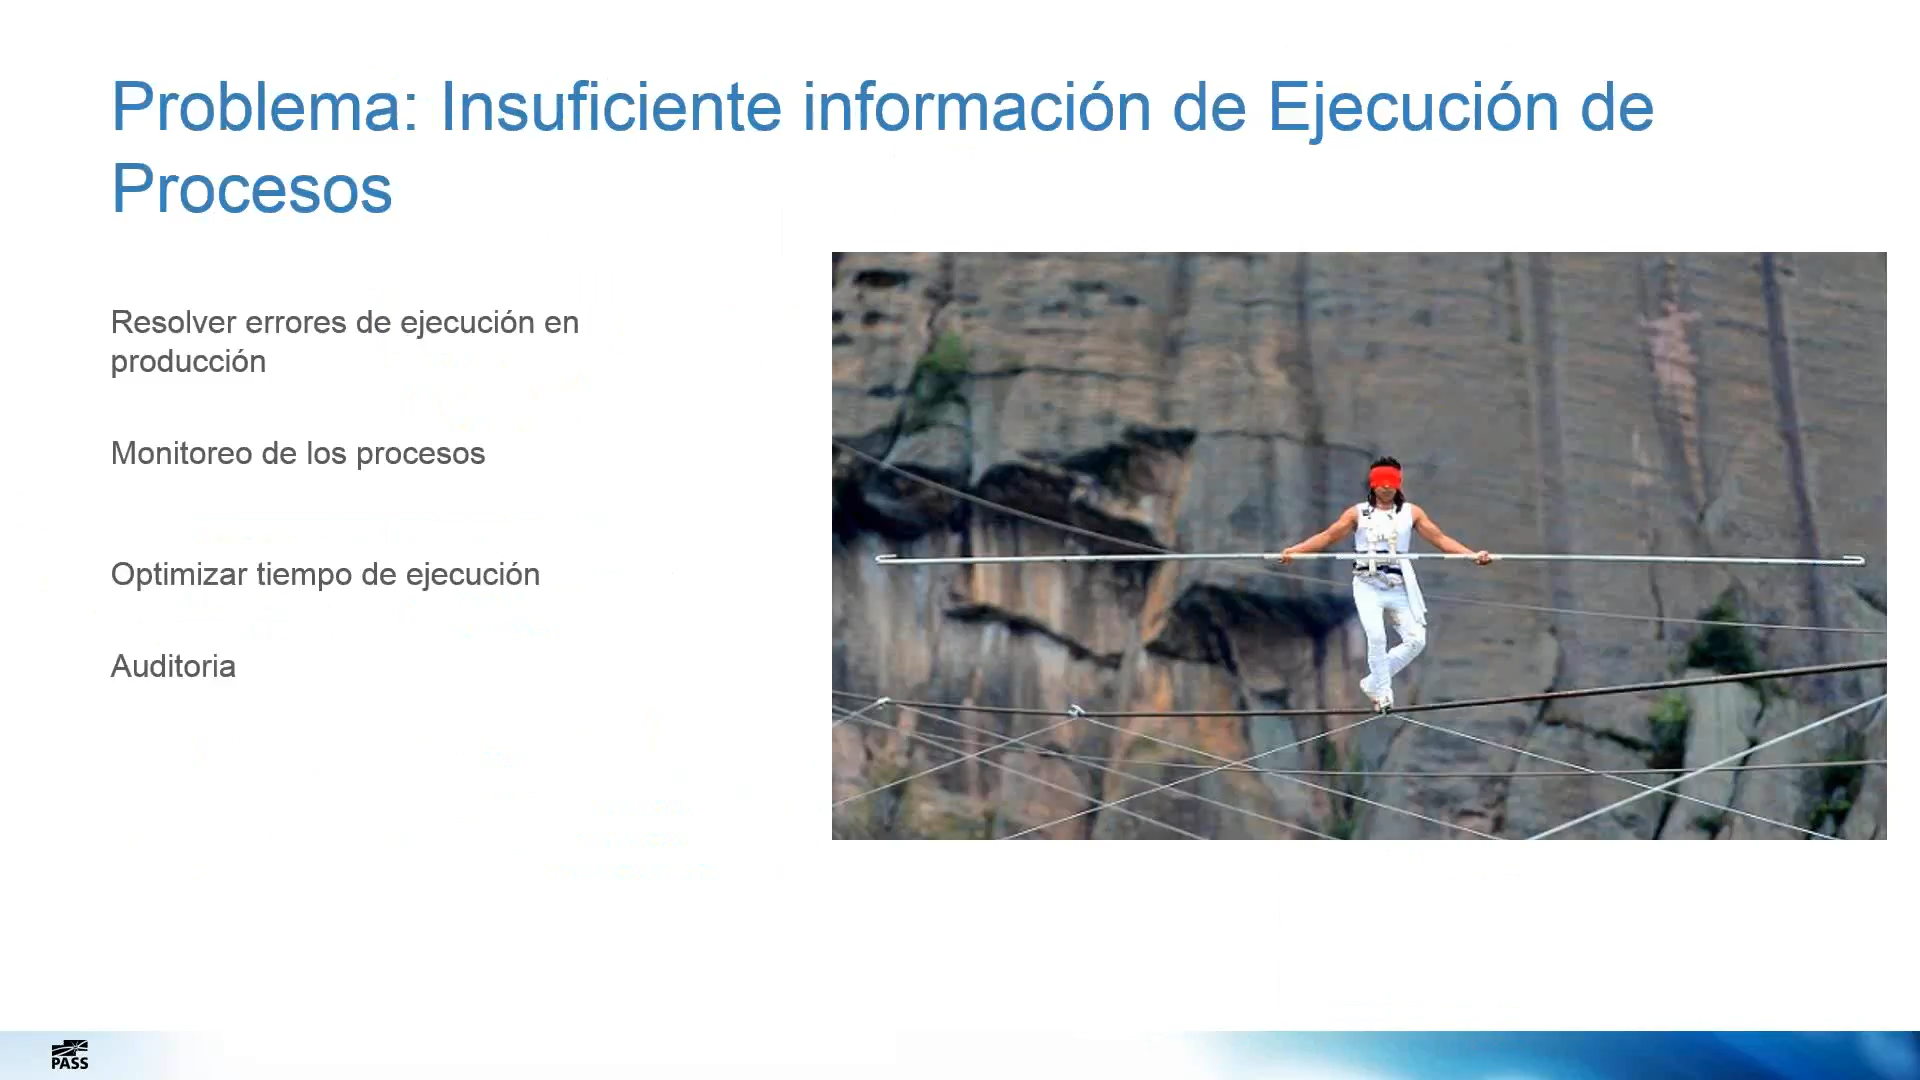 Problema: Insuficiente información de Ejecución de
Procesos
Resolver errores de ejecución en
producción
Monitoreo de los procesos
Optimizar tiempo de ejecución
Auditoria
PASS